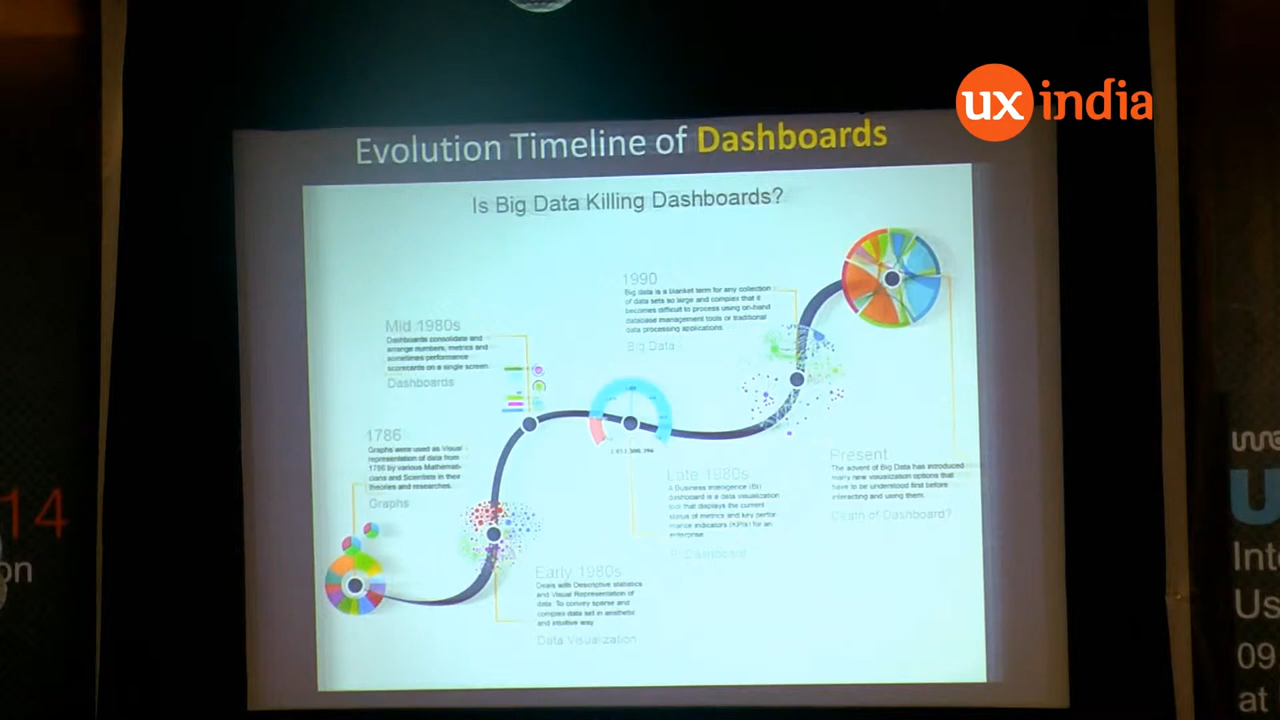 ux india
Evolution Timeline of Dashboards
Is Big Data Killing Dashboards?
1990
Big data is a blanket term for any collection
of data sets so large and complex that it
becomes difficult to process using on-hand
database management tools or traditional
data processing applications.
Big Data
Mid 1980s
Dashboards consolidate and
arrange numbers, metrics and
sometimes performance
scorecards on a single screen.
Dashboards
1786
Graphs were used as Visual
representation of data from
1786 by various Mathemati-
cians and Scientists in their
theories and researches.
Graphs
Late 1980s
A Business Intelligence (BI)
dashboard is a data visualization
tool that displays the current
status of metrics and key perfor-
mance indicators (KPIs) for an
enterprise.
BI Dashboard
Present
The advent of Big Data has introduced
many new visualization options that
have to be understood first before
interacting and using them.
Death of Dashboard?
Early 1980s
Deals with Descriptive statistics
and Visual Representation of
data. To convey sparse and
complex data set in aesthetic
and intuitive way.
Data Visualization
14
on
U
Inte
Us
09
at